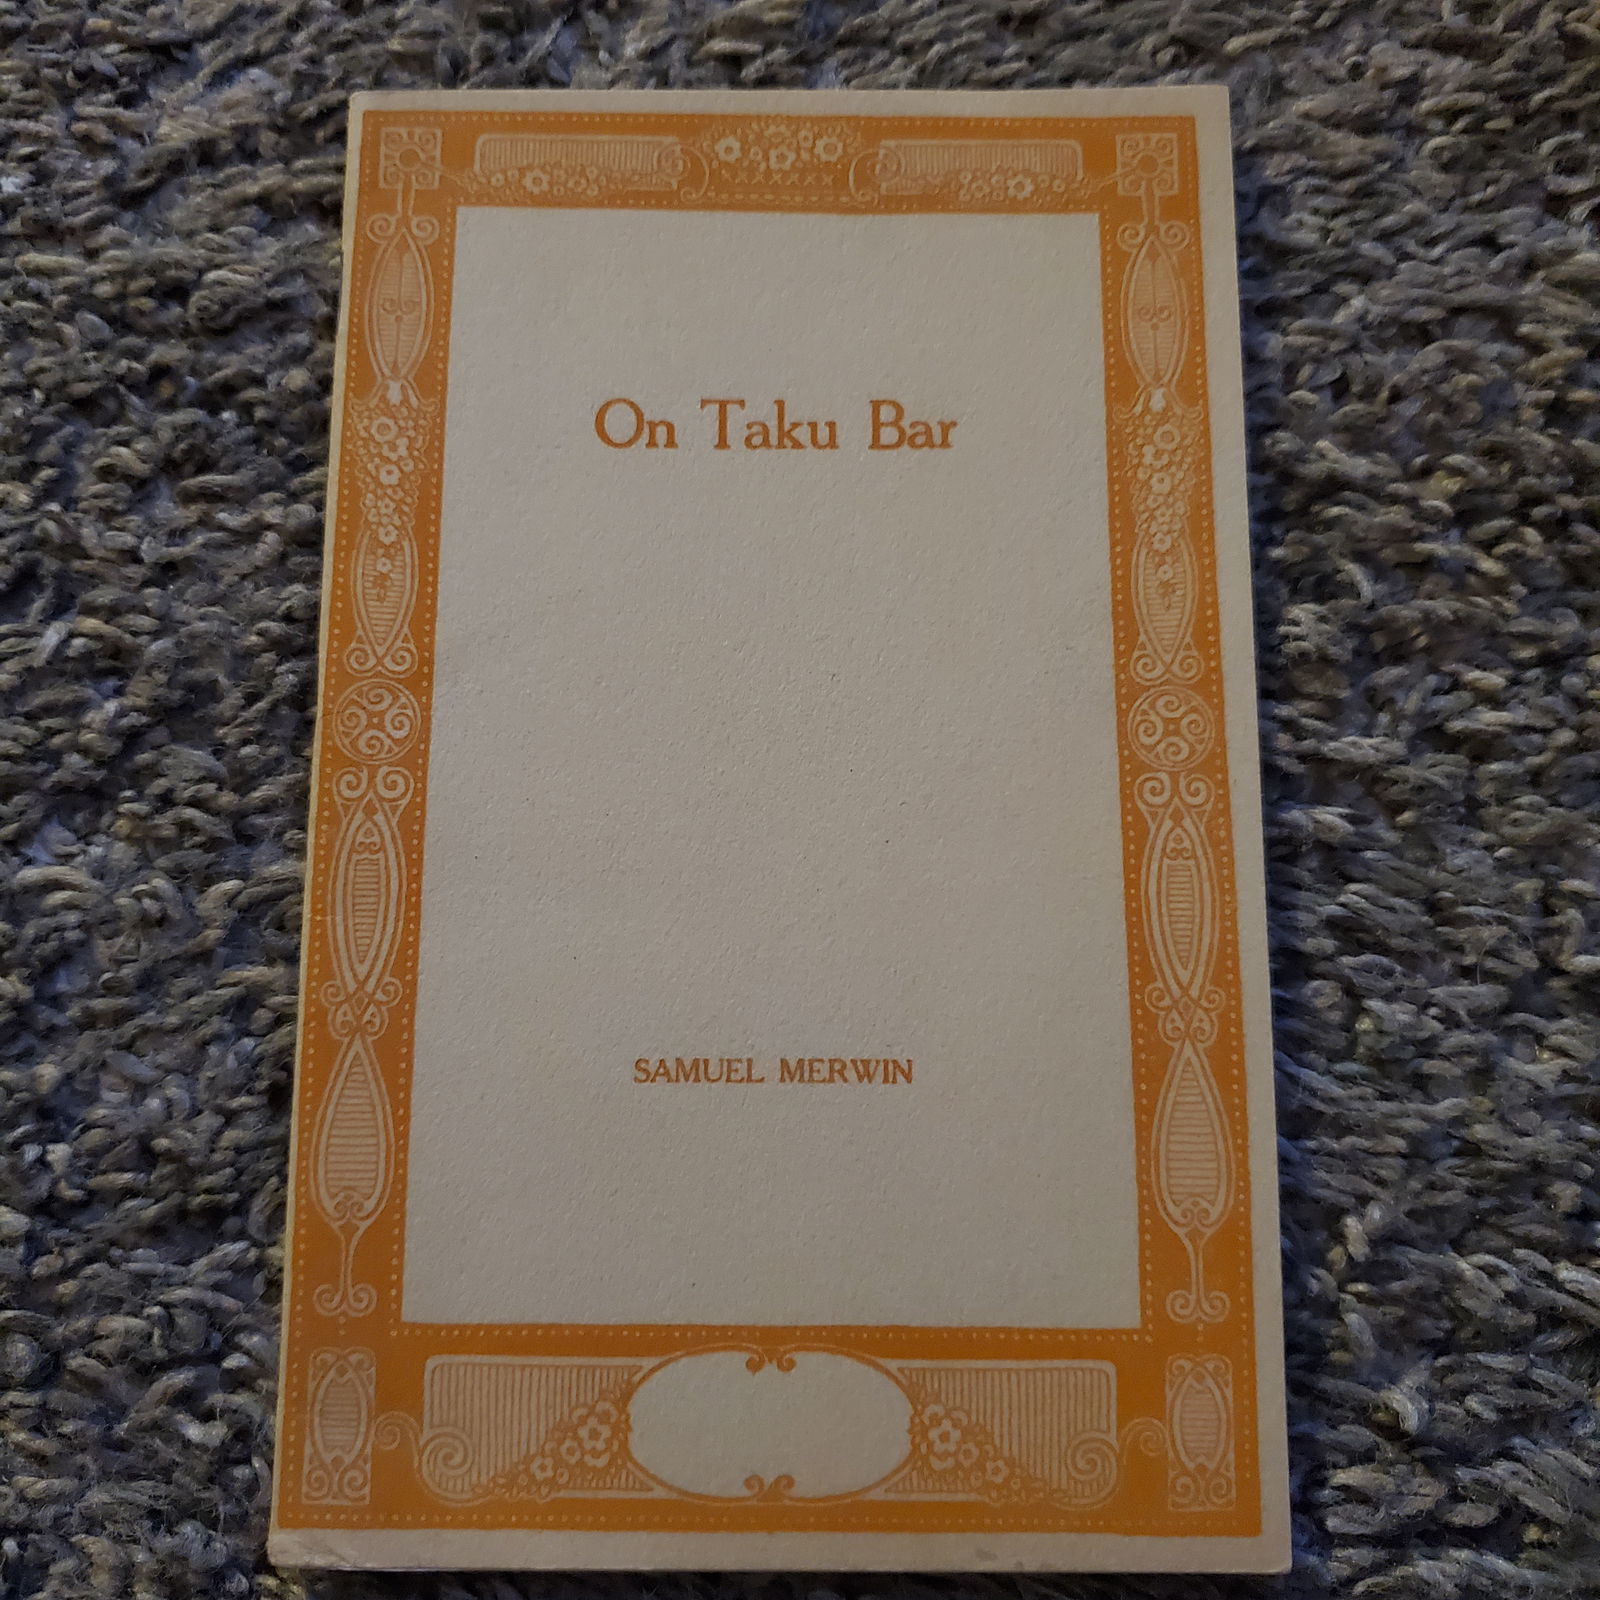 On Taku Bar
SAMUEL MERWIN